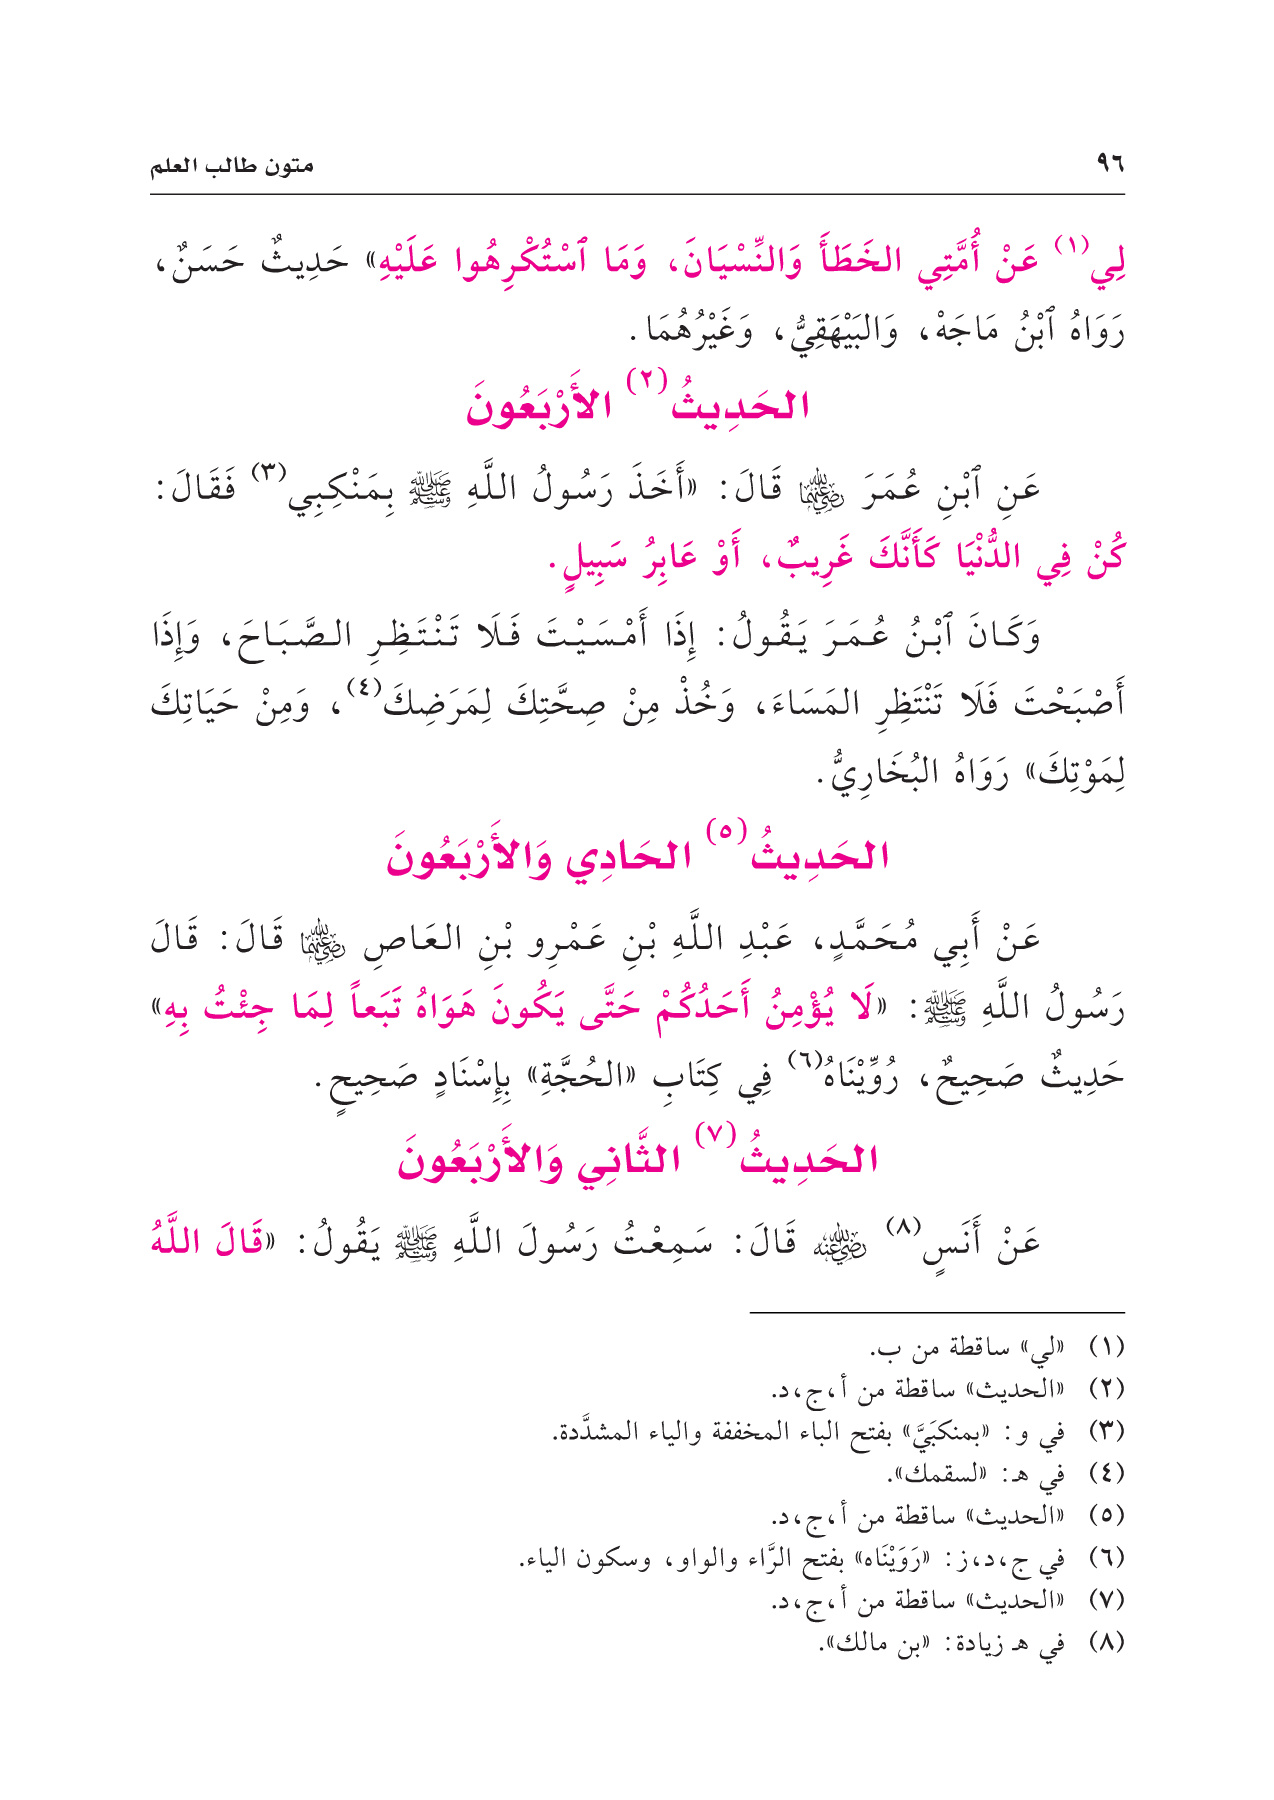 ٩٦ متون طالب العلم
لِي(١) عَنْ أُمَّتِي الخَطَأَ وَالنِّسْيَانَ، وَمَا ٱسْتُكْرِهُوا عَلَيْهِ» حَدِيثٌ حَسَنٌ،
رَوَاهُ ٱبْنُ مَاجَهْ، وَالبَيْهَقِيُّ، وَغَيْرُهُمَا.
الحَدِيثُ(٢) الأَرْبَعُونَ
عَنِ ٱبْنِ عُمَرَ رضي الله عنهما قَالَ: «أَخَذَ رَسُولُ اللَّهِ ﷺ بِمَنْكِبِي(٣) فَقَالَ:
كُنْ فِي الدُّنْيَا كَأَنَّكَ غَرِيبٌ، أَوْ عَابِرُ سَبِيلٍ.
وَكَانَ ٱبْنُ عُمَرَ يَقُولُ: إِذَا أَمْسَيْتَ فَلَا تَنْتَظِرِ الصَّبَاحَ، وَإِذَا
أَصْبَحْتَ فَلَا تَنْتَظِرِ المَسَاءَ، وَخُذْ مِنْ صِحَّتِكَ لِمَرَضِكَ(٤)، وَمِنْ حَيَاتِكَ
لِمَوْتِكَ» رَوَاهُ البُخَارِيُّ.
الحَدِيثُ(٥) الحَادِي وَالأَرْبَعُونَ
عَنْ أَبِي مُحَمَّدٍ، عَبْدِ اللَّهِ بْنِ عَمْرِو بْنِ العَاصِ رضي الله عنهما قَالَ: قَالَ
رَسُولُ اللَّهِ ﷺ: «لَا يُؤْمِنُ أَحَدُكُمْ حَتَّى يَكُونَ هَوَاهُ تَبَعاً لِمَا جِئْتُ بِهِ»
حَدِيثٌ صَحِيحٌ، رُوِّيْنَاهُ(٦) فِي كِتَابِ «الحُجَّةِ» بِإِسْنَادٍ صَحِيحٍ.
الحَدِيثُ(٧) الثَّانِي وَالأَرْبَعُونَ
عَنْ أَنَسٍ(٨) رضي الله عنه قَالَ: سَمِعْتُ رَسُولَ اللَّهِ ﷺ يَقُولُ: «قَالَ اللَّهُ
(١) «لي» ساقطة من ب.
(٢) «الحديث» ساقطة من أ،ج،د.
(٣) في و: «بمنكبَيَّ» بفتح الباء المخففة والياء المشدَّدة.
(٤) في هـ: «لسقمك».
(٥) «الحديث» ساقطة من أ،ج،د.
(٦) في ج،د،ز: «رَوَيْنَاه» بفتح الرَّاء والواو، وسكون الياء.
(٧) «الحديث» ساقطة من أ،ج،د.
(٨) في هـ زيادة: «بن مالك».